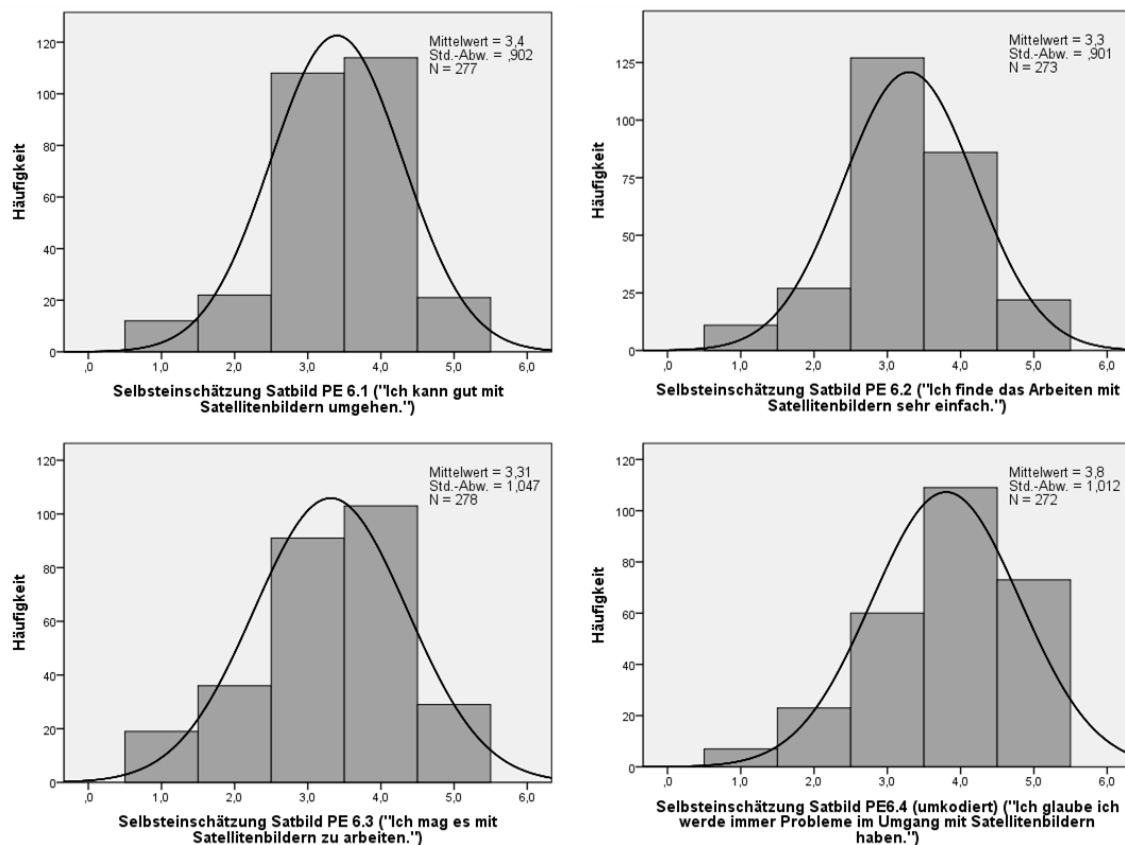 Mittelwert = 3,4
Std.-Abw. = ,902
N = 277
Häufigkeit
120
100
80
60
40
20
0
,0 1,0 2,0 3,0 4,0 5,0 6,0
Selbsteinschätzung Satbild PE 6.1 ("Ich kann gut mit
Satellitenbildern umgehen.")
Mittelwert = 3,3
Std.-Abw. = ,901
N = 273
Häufigkeit
125
100
75
50
25
0
,0 1,0 2,0 3,0 4,0 5,0 6,0
Selbsteinschätzung Satbild PE 6.2 ("Ich finde das Arbeiten mit
Satellitenbildern sehr einfach.")
Mittelwert = 3,31
Std.-Abw. = 1,047
N = 278
Häufigkeit
120
100
80
60
40
20
0
,0 1,0 2,0 3,0 4,0 5,0 6,0
Selbsteinschätzung Satbild PE 6.3 ("Ich mag es mit
Satellitenbildern zu arbeiten.")
Mittelwert = 3,8
Std.-Abw. = 1,012
N = 272
Häufigkeit
120
100
80
60
40
20
0
,0 1,0 2,0 3,0 4,0 5,0 6,0
Selbsteinschätzung Satbild PE6.4 (umkodiert) ("Ich glaube ich
werde immer Probleme im Umgang mit Satellitenbildern
haben.")